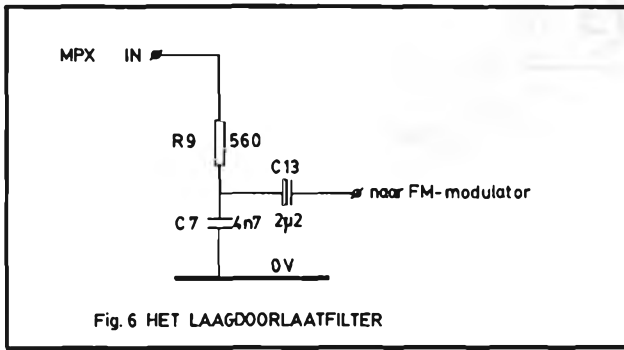 MPX IN
R9 560
C13
naar FM-modulator
C7 4n7 2µ2
0V
Fig. 6 HET LAAGDOORLAATFILTER